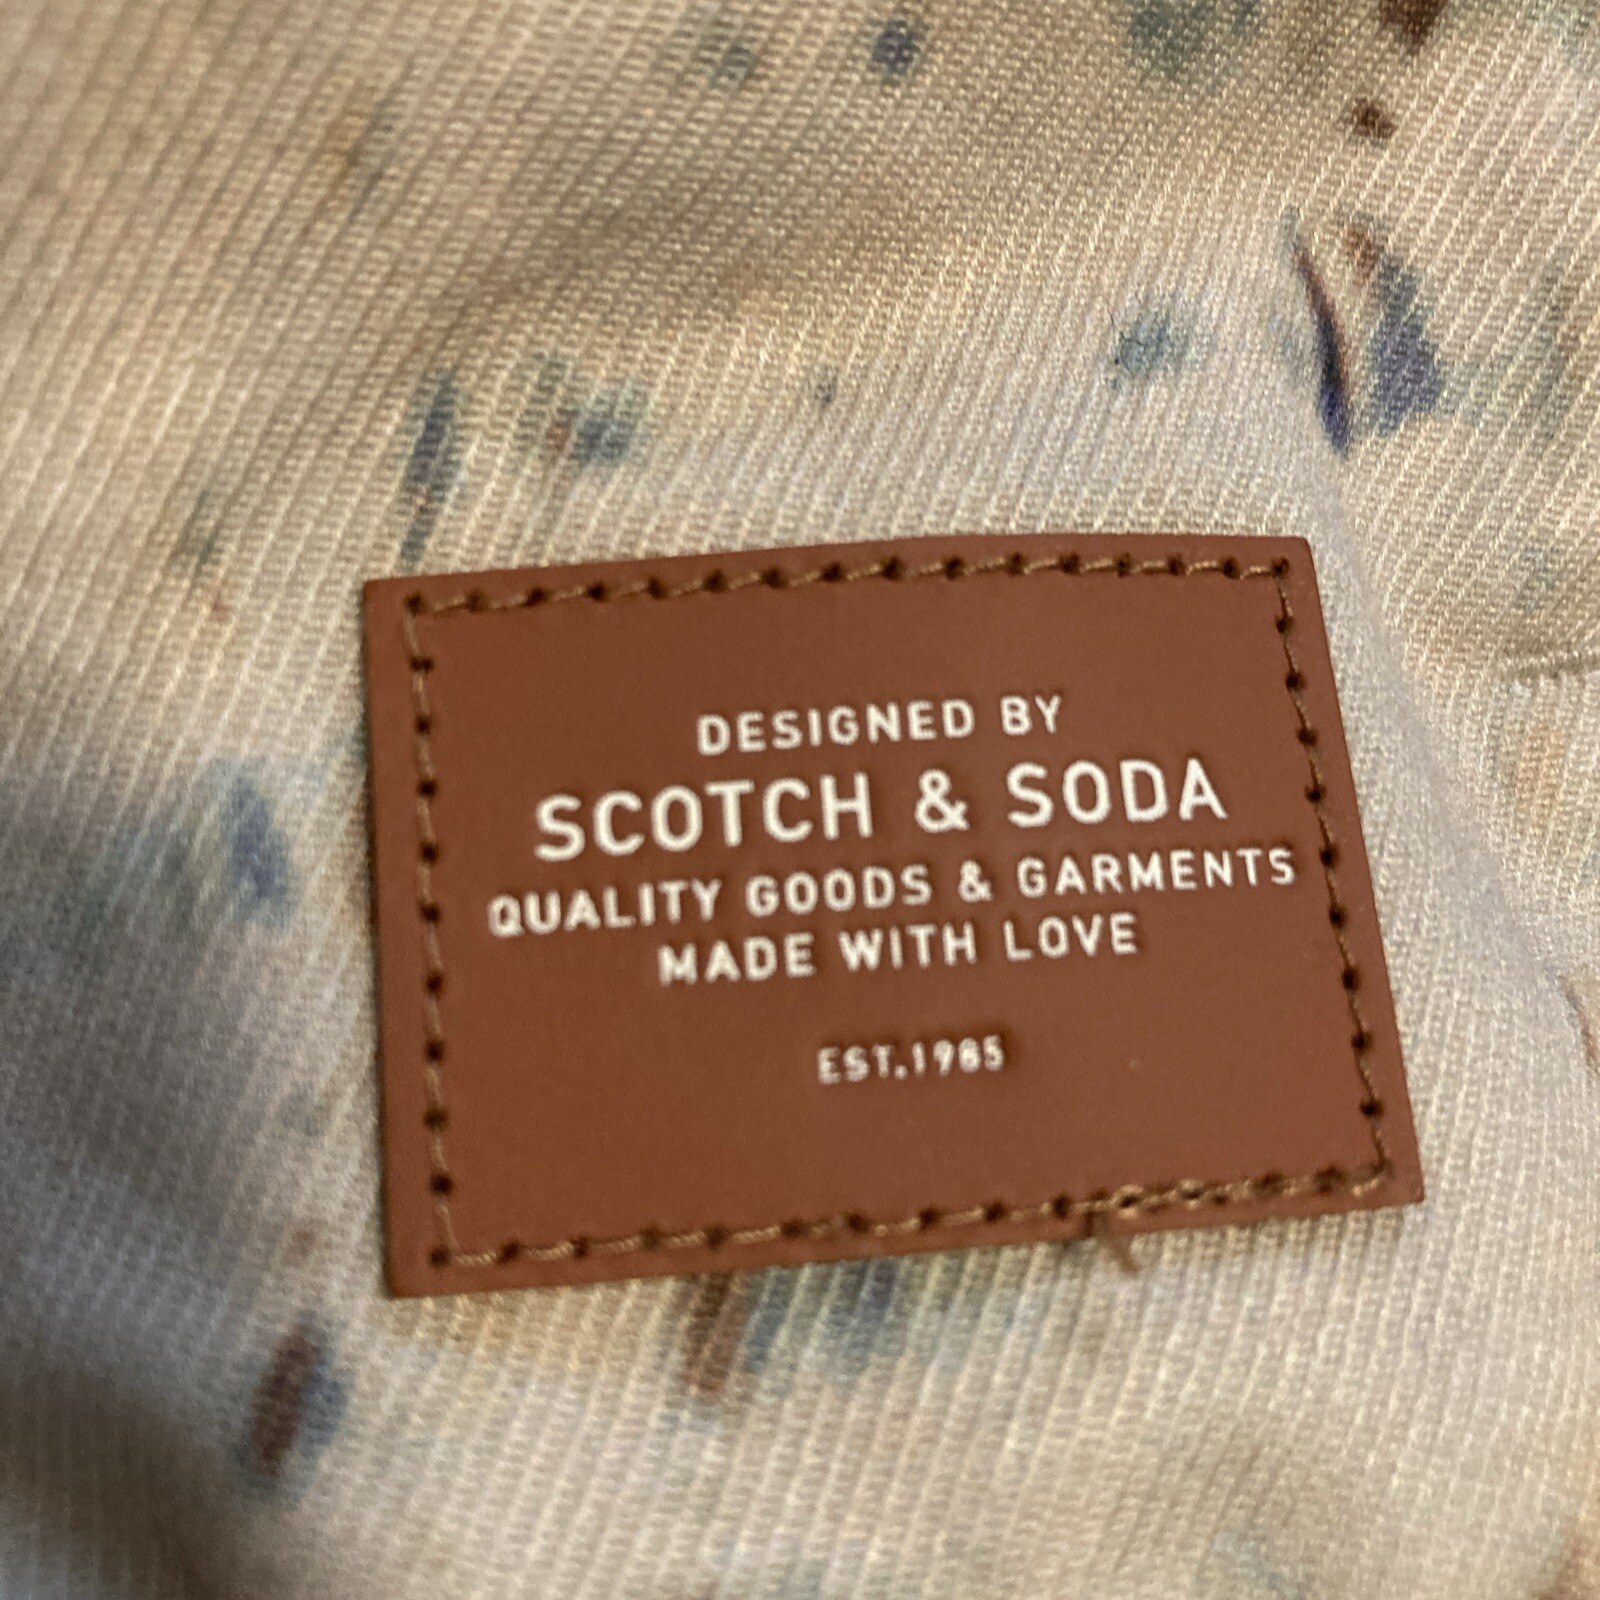 DESIGNED BY
SCOTCH & SODA
QUALITY GOODS & GARMENTS
MADE WITH LOVE
EST.1985